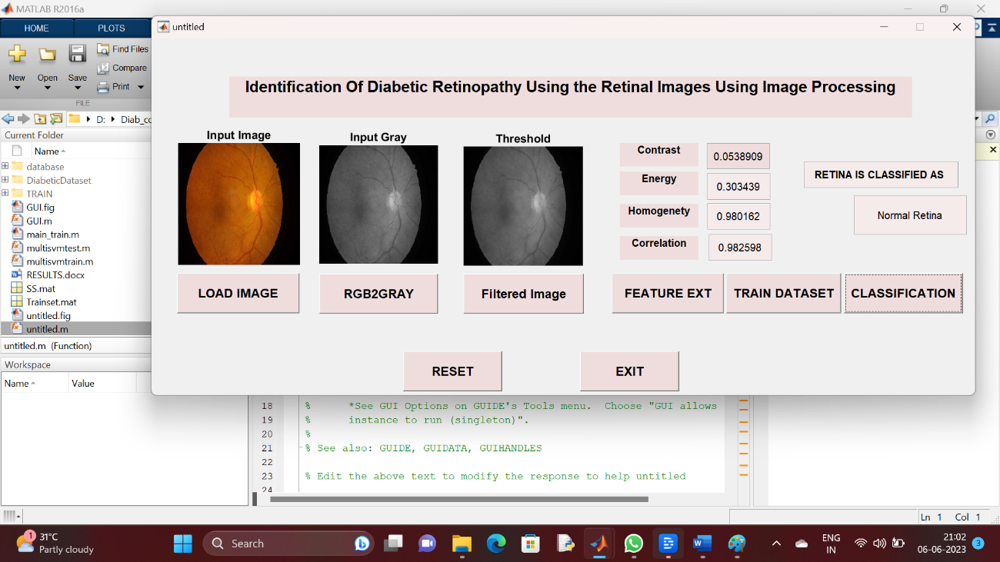 MATLAB R2016a
HOME
PLOTS
New
Open
Save
Find Files
Compare
Print
FILE
D:
Diab_cc
Current Folder
Name
database
DiabeticDataset
TRAIN
GUI.fig
GUI.m
main_train.m
multisvmtest.m
multisvmtrain.m
RESULTS.docx
SS.mat
Trainset.mat
untitled.fig
untitled.m
untitled.m (Function)
Workspace
Name
Value
untitled
Identification Of Diabetic Retinopathy Using the Retinal Images Using Image Processing
Input Image
Input Gray
Threshold
Contrast
0.0538909
Energy
0.303439
Homogenety
0.980162
Correlation
0.982598
RETINA IS CLASSIFIED AS
Normal Retina
LOAD IMAGE
RGB2GRAY
Filtered Image
FEATURE EXT
TRAIN DATASET
CLASSIFICATION
RESET
EXIT
18 % *See GUI Options on GUIDE's Tools menu. Choose "GUI allows
19 % instance to run (singleton)".
20 %
21 % See also: GUIDE, GUIDATA, GUIHANDLES
22
23 % Edit the above text to modify the response to help untitled
24
Ln 1 Col 1
1
31°C
Partly cloudy
Search
ENG
IN
21:02
06-06-2023
3